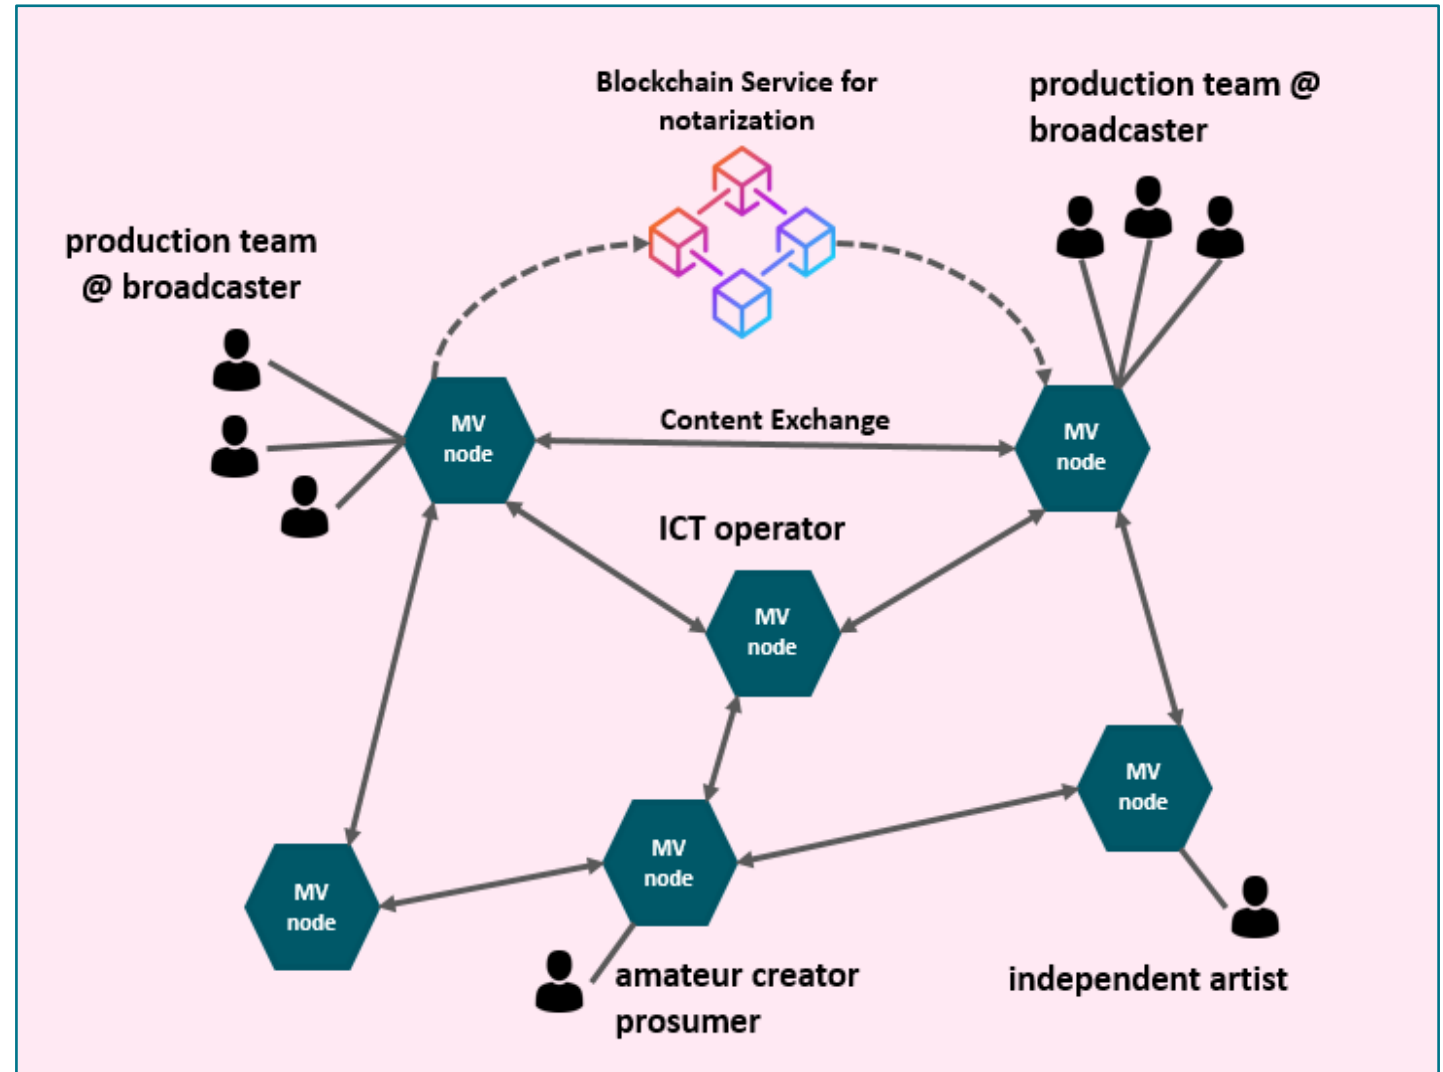 Blockchain Service for
notarization
production team @
broadcaster
production team
@ broadcaster
MV
node
Content Exchange
MV
node
ICT operator
MV
node
MV
node
MV
node
MV
node
amateur creator
prosumer
independent artist